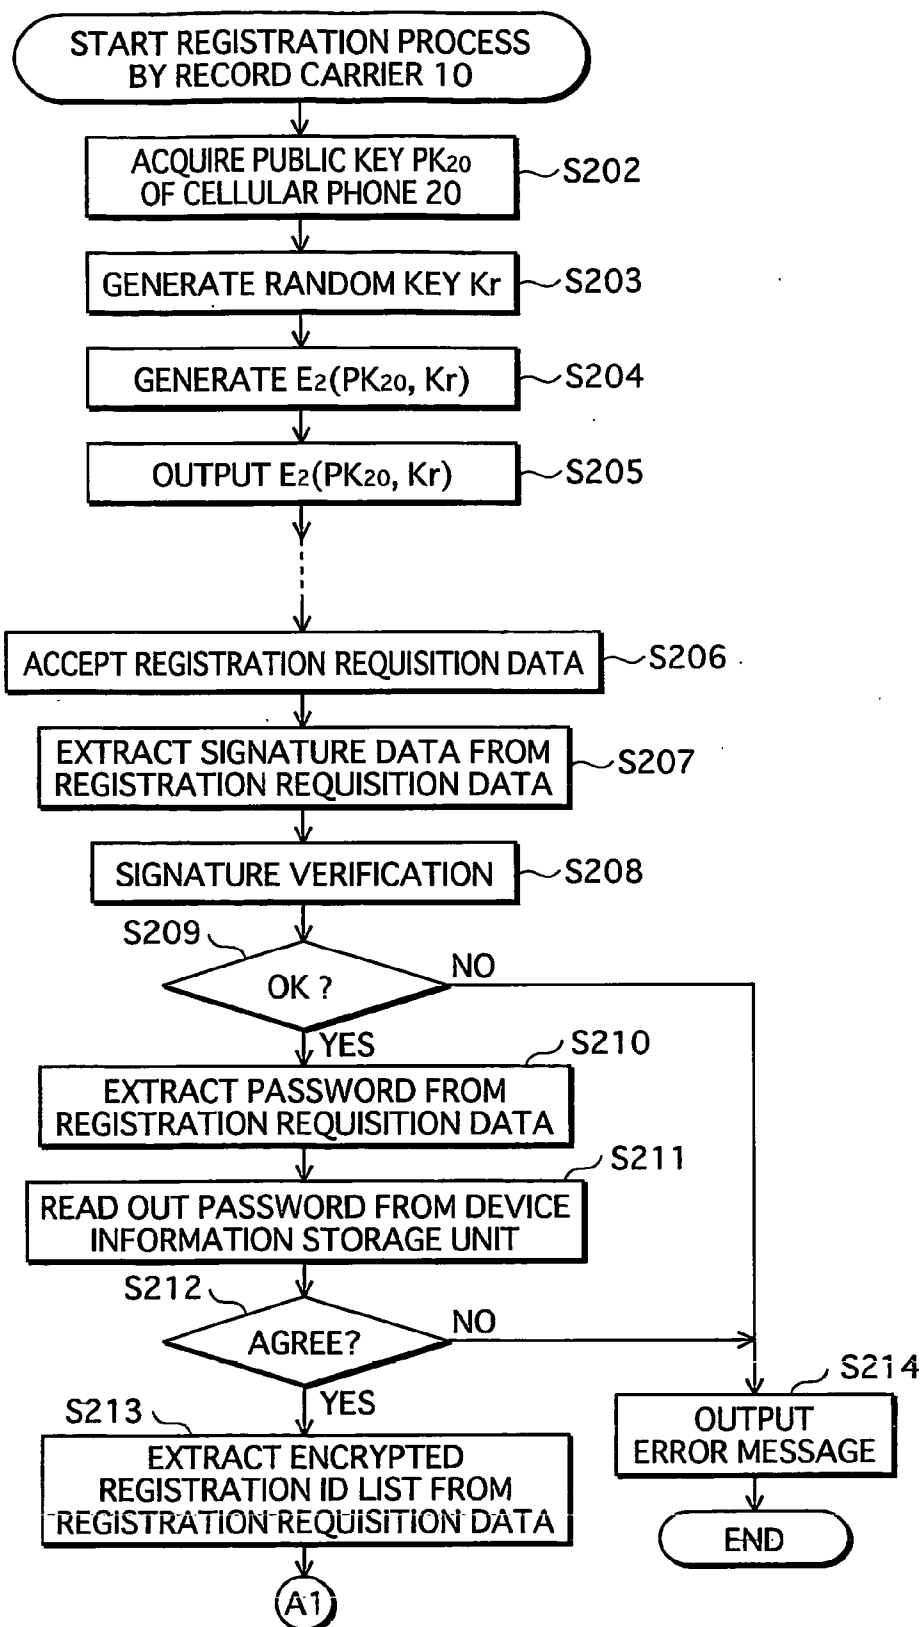 START REGISTRATION PROCESS
BY RECORD CARRIER 10
ACQUIRE PUBLIC KEY PK20
OF CELLULAR PHONE 20
S202
GENERATE RANDOM KEY Kr
S203
GENERATE E2(PK20, Kr)
S204
OUTPUT E2(PK20, Kr)
S205
ACCEPT REGISTRATION REQUISITION DATA
S206
EXTRACT SIGNATURE DATA FROM
REGISTRATION REQUISITION DATA
S207
SIGNATURE VERIFICATION
S208
S209
OK ?
NO
YES
S210
EXTRACT PASSWORD FROM
REGISTRATION REQUISITION DATA
S211
READ OUT PASSWORD FROM DEVICE
INFORMATION STORAGE UNIT
S212
AGREE?
NO
YES
S213
EXTRACT ENCRYPTED
REGISTRATION ID LIST FROM
REGISTRATION REQUISITION DATA
S214
OUTPUT
ERROR MESSAGE
END
A1